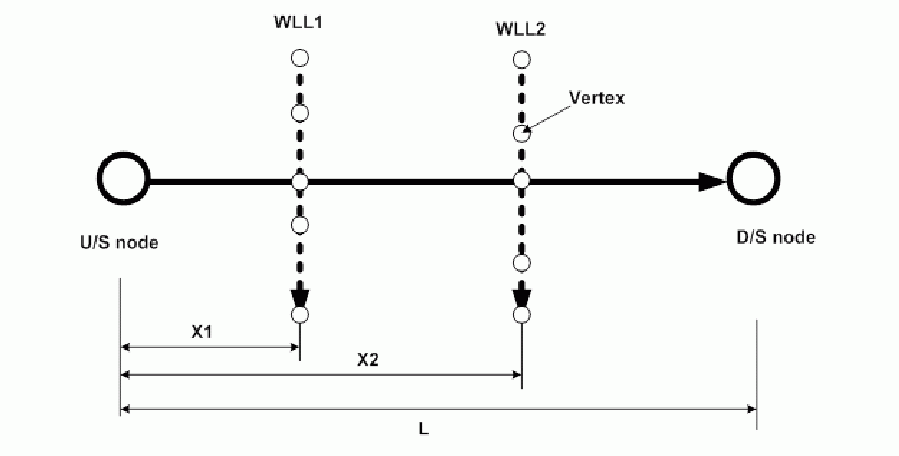 WLL1
WLL2
Vertex
U/S node
D/S node
X1
X2
L